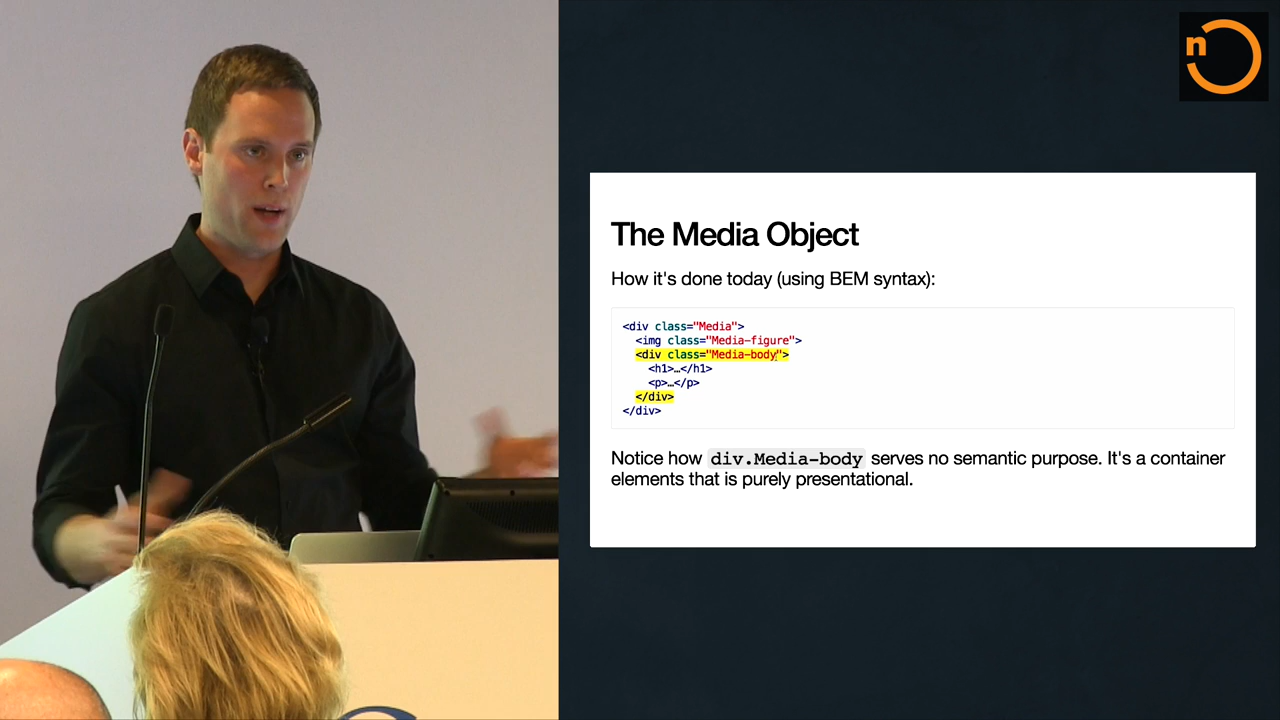 n
The Media Object
How it's done today (using BEM syntax):
<div class="Media">
<img class="Media-figure">
<div class="Media-body">
<h1>…</h1>
<p>…</p>
</div>
</div>
Notice how div.Media-body serves no semantic purpose. It's a container
elements that is purely presentational.